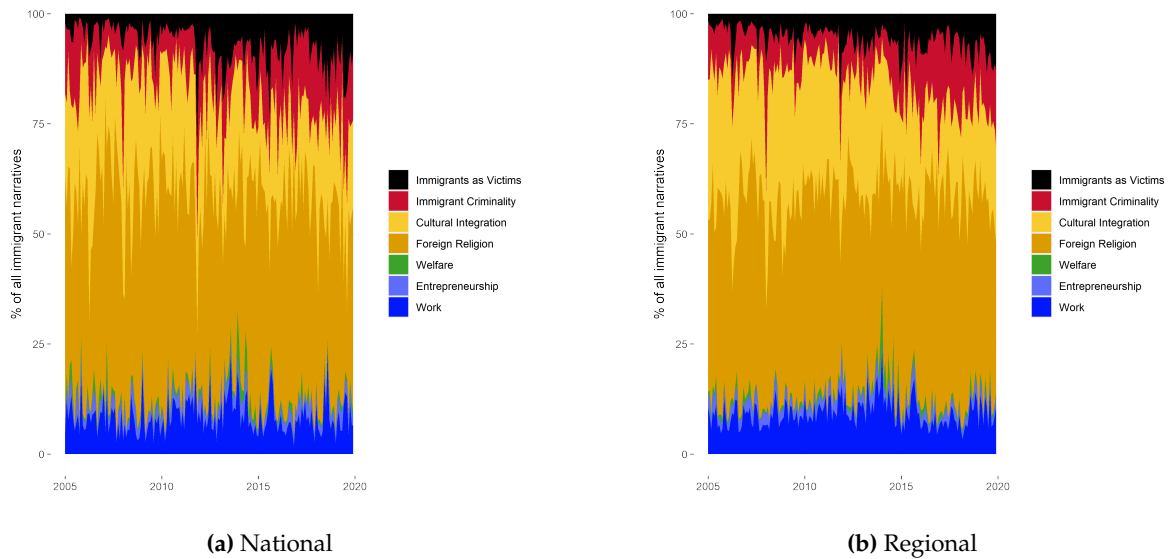 100
75
50
25
0
% of all immigrant narratives
2005
2010
2015
2020
Immigrants as Victims
Immigrant Criminality
Cultural Integration
Foreign Religion
Welfare
Entrepreneurship
Work
(a) National
100
75
50
25
0
% of all immigrant narratives
2005
2010
2015
2020
Immigrants as Victims
Immigrant Criminality
Cultural Integration
Foreign Religion
Welfare
Entrepreneurship
Work
(b) Regional